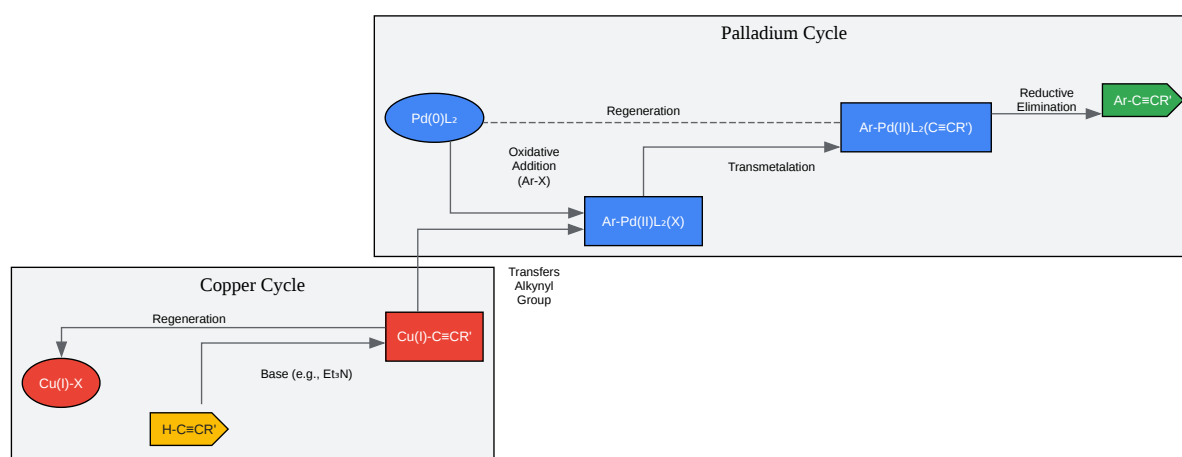 Palladium Cycle
Pd(0)L₂
Regeneration
Ar-Pd(II)L₂(C≡CR')
Reductive
Elimination
Ar-C≡CR'
Oxidative
Addition
(Ar-X)
Transmetalation
Ar-Pd(II)L₂(X)
Copper Cycle
Transfers
Alkynyl
Group
Regeneration
Cu(I)-C≡CR'
Cu(I)-X
Base (e.g., Et₃N)
H-C≡CR'